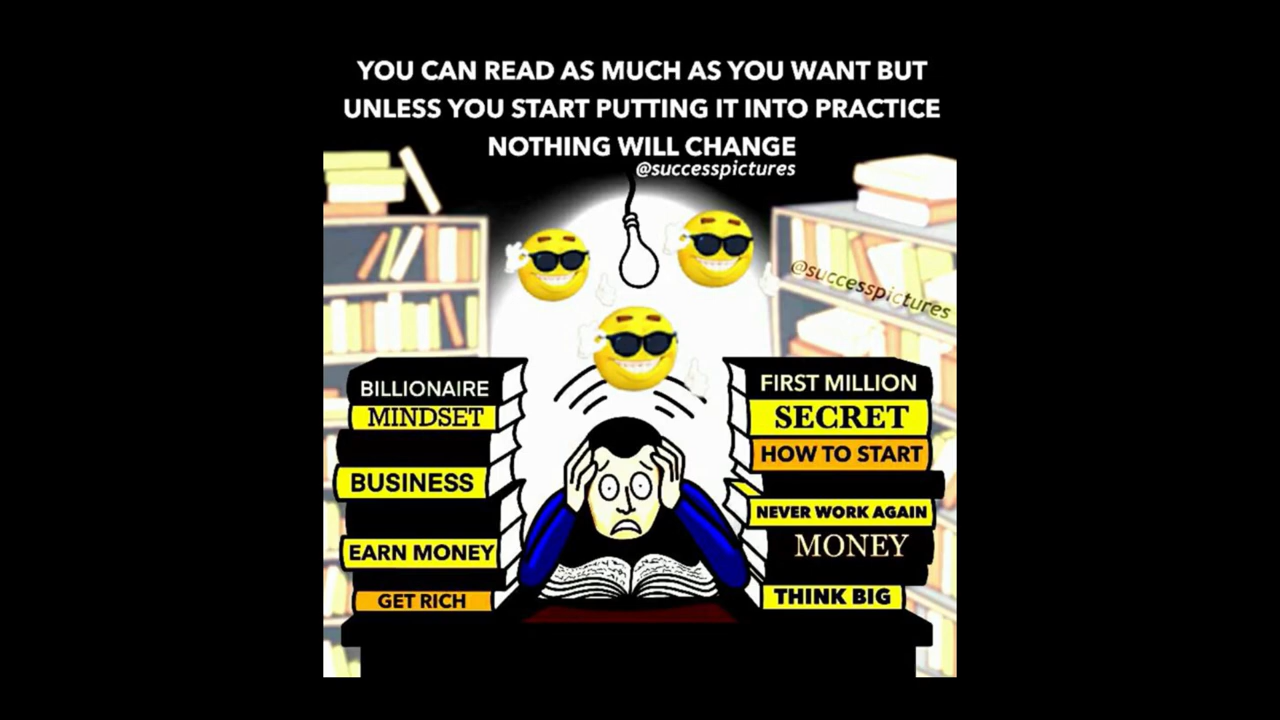 YOU CAN READ AS MUCH AS YOU WANT BUT
UNLESS YOU START PUTTING IT INTO PRACTICE
NOTHING WILL CHANGE
@successpictures
@successpictures
BILLIONAIRE
MINDSET
BUSINESS
EARN MONEY
GET RICH
FIRST MILLION
SECRET
HOW TO START
NEVER WORK AGAIN
MONEY
THINK BIG